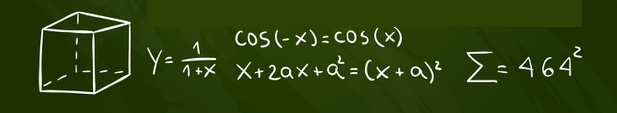 cos(-x)=cos(x)
Y= 1/1+x
x+2ax+a²=(x+a)²
Σ= 464²